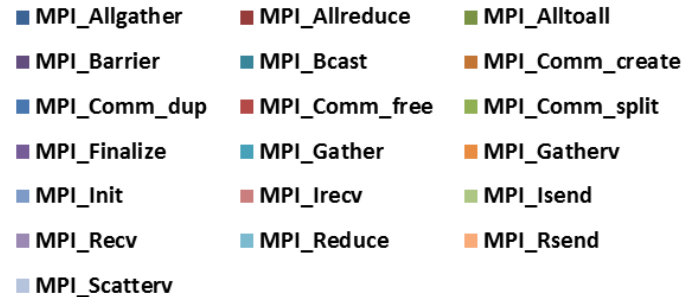 MPI_Allgather MPI_Allreduce MPI_Alltoall
MPI_Barrier MPI_Bcast MPI_Comm_create
MPI_Comm_dup MPI_Comm_free MPI_Comm_split
MPI_Finalize MPI_Gather MPI_Gatherv
MPI_Init MPI_Irecv MPI_Isend
MPI_Recv MPI_Reduce MPI_Rsend
MPI_Scatterv